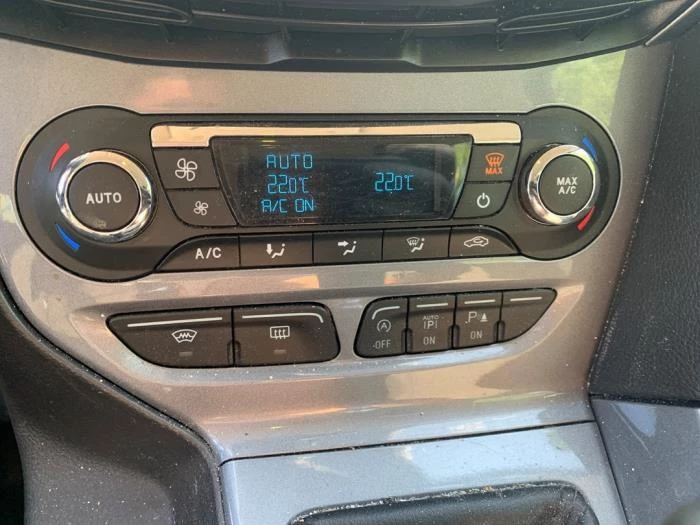 AUTO
AUTO
22.0°C 22.0°C
A/C ON
MAX
MAX
A/C
A/C
A
OFF
AUTO
P
ON
P
ON